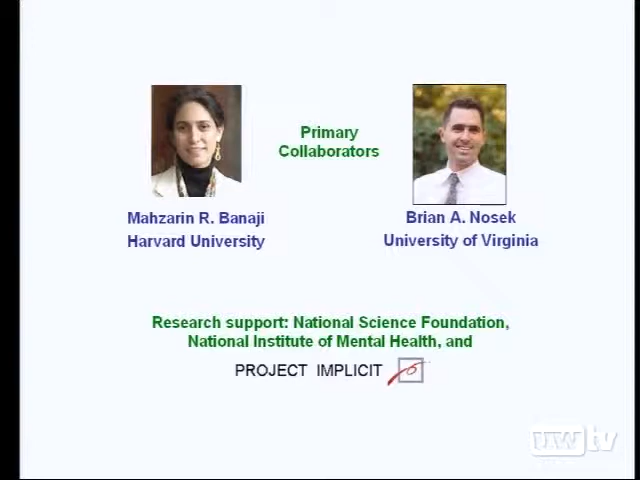 Primary
Collaborators
Mahzarin R. Banaji
Harvard University
Brian A. Nosek
University of Virginia
Research support: National Science Foundation,
National Institute of Mental Health, and
PROJECT IMPLICIT
uwtv